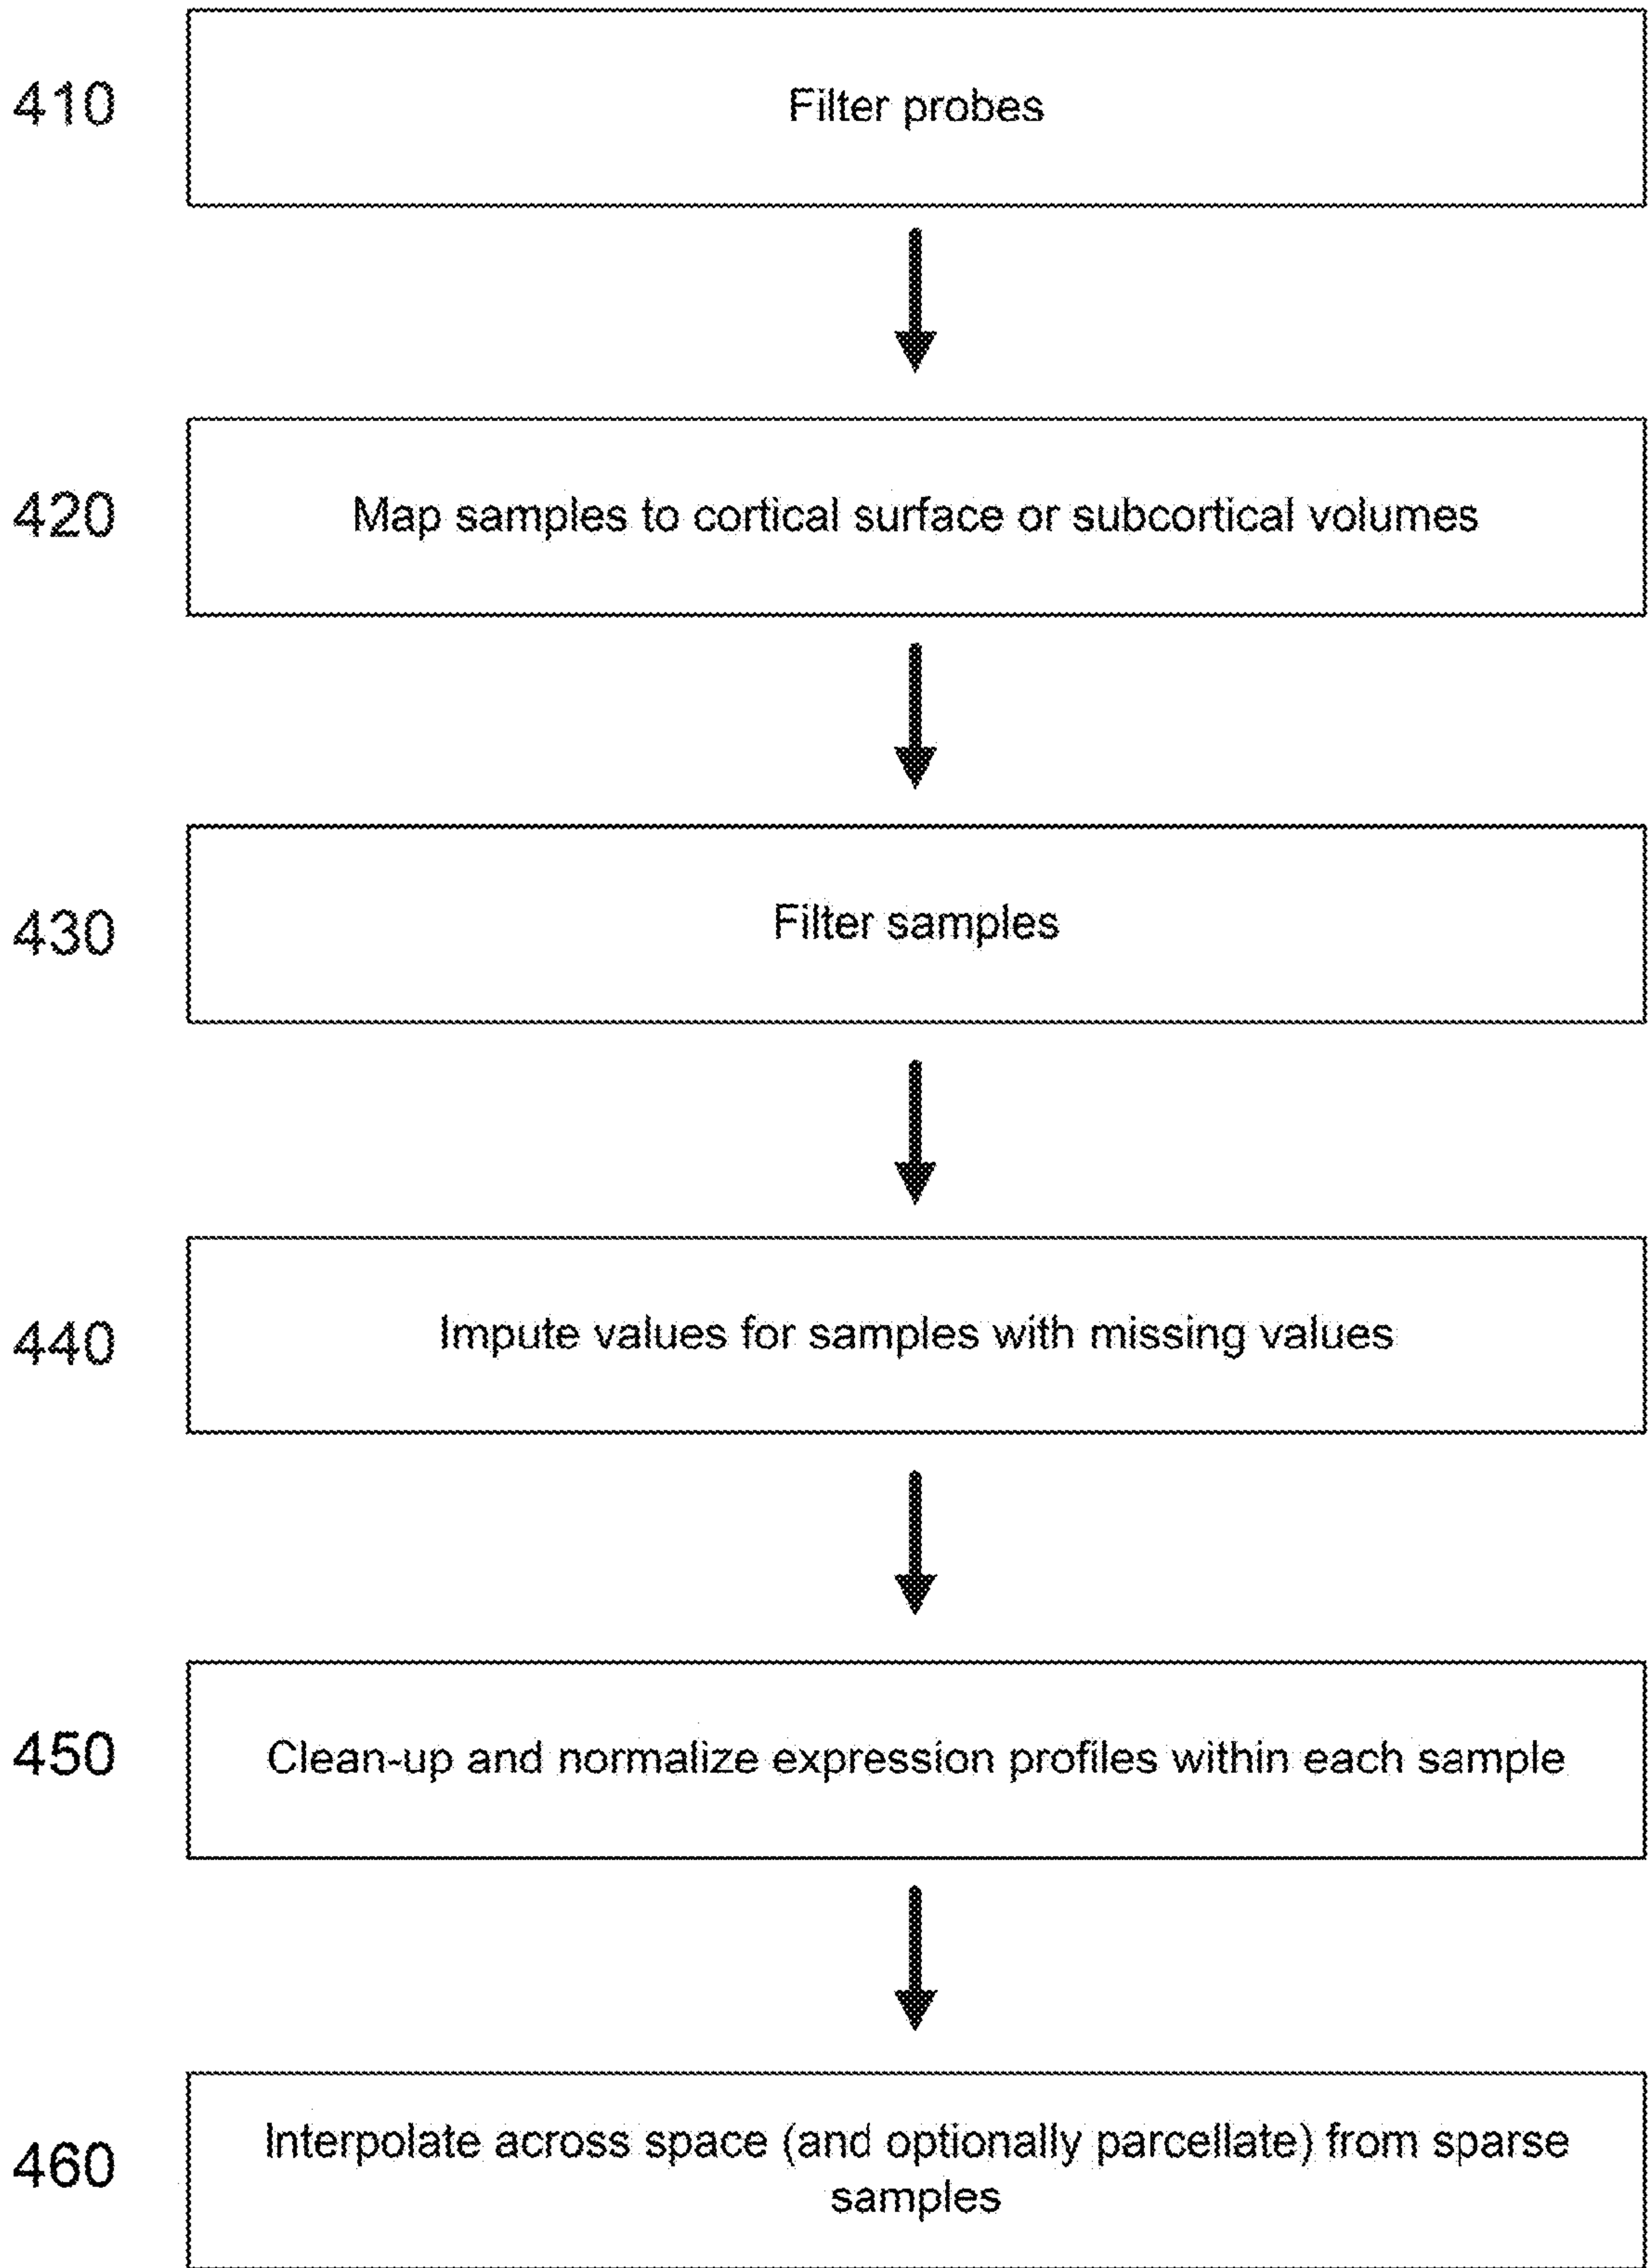 410
Filter probes
420
Map samples to cortical surface or subcortical volumes
430
Filter samples
440
Impute values for samples with missing values
450
Clean-up and normalize expression profiles within each sample
460
Interpolate across space (and optionally parcellate) from sparse
samples